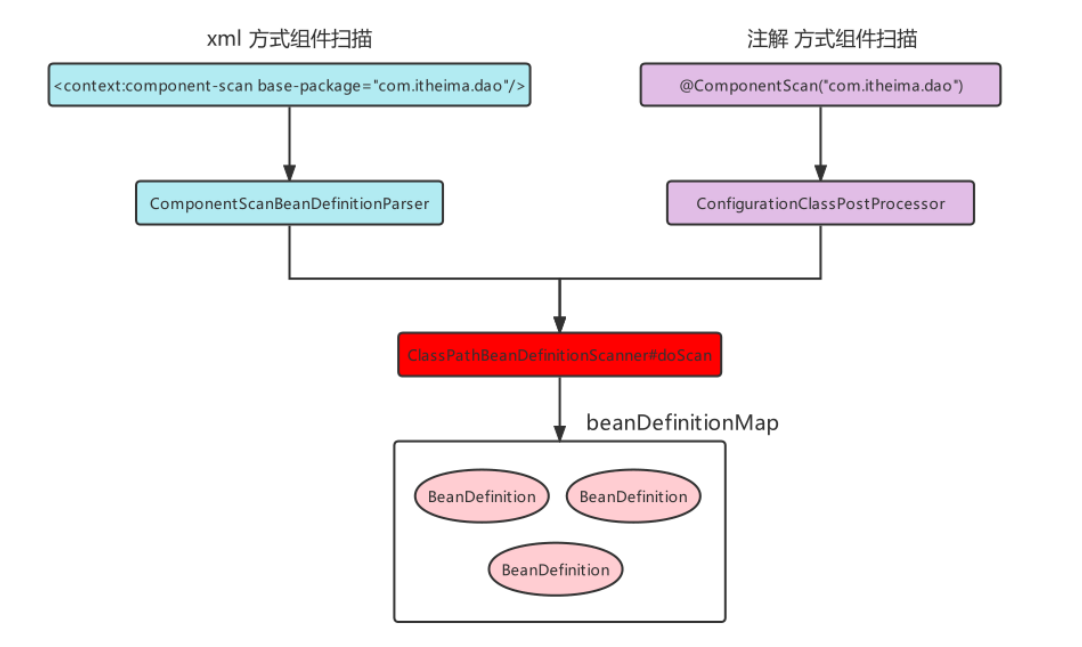 xml 方式组件扫描
注解 方式组件扫描
<context:component-scan base-package="com.itheima.dao"/>
@ComponentScan("com.itheima.dao")
ComponentScanBeanDefinitionParser
ConfigurationClassPostProcessor
ClassPathBeanDefinitionScanner#doScan
beanDefinitionMap
BeanDefinition
BeanDefinition
BeanDefinition